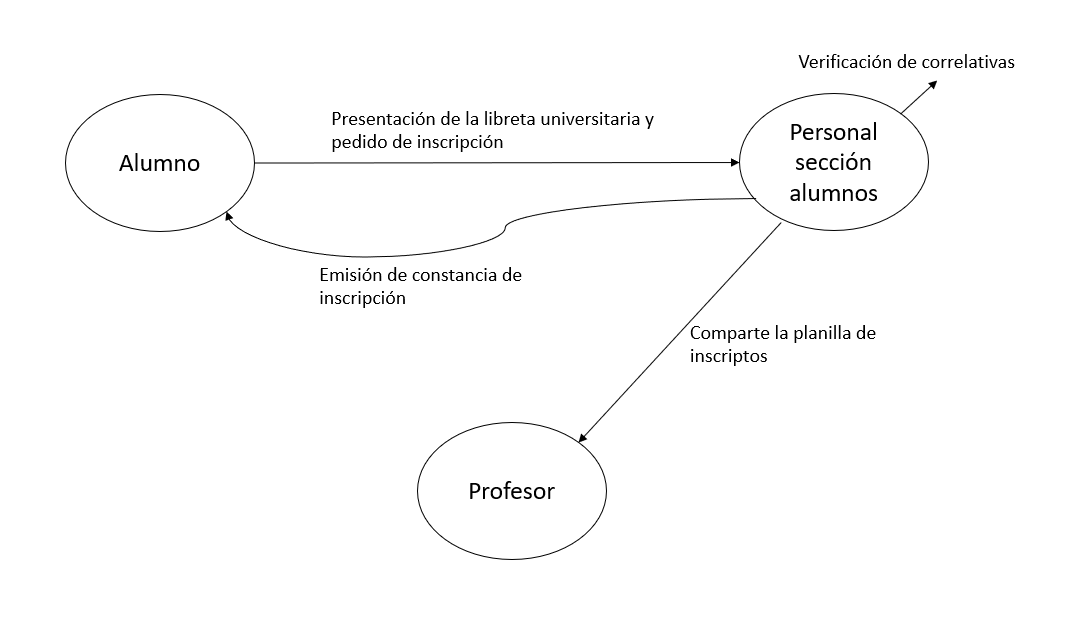 Verificación de correlativas
Presentación de la libreta universitaria y
pedido de inscripción
Alumno
Personal
sección
alumnos
Emisión de constancia de
inscripción
Comparte la planilla de
inscriptos
Profesor